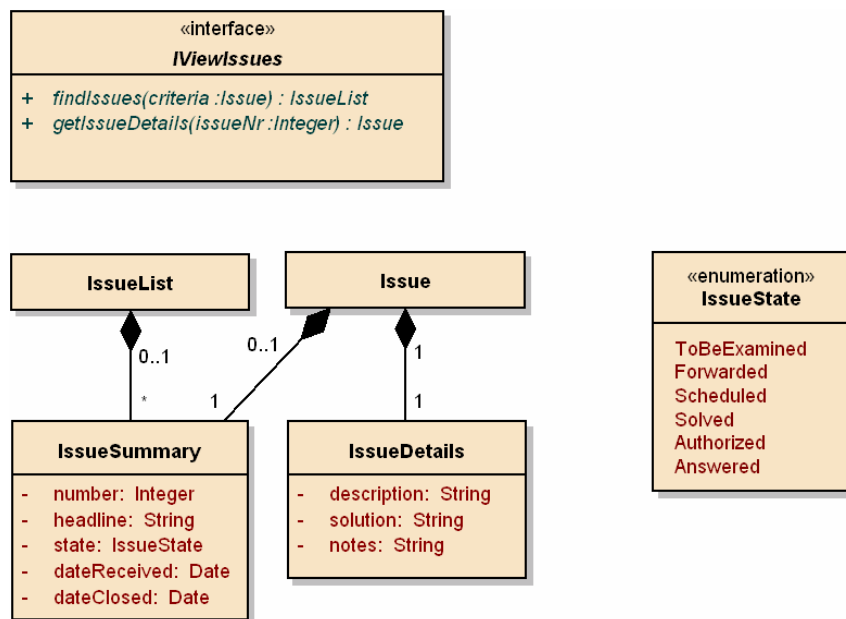 «interface»
IViewIssues
+ findIssues(criteria :Issue) : IssueList
+ getIssueDetails(issueNr :Integer) : Issue
IssueList
Issue
«enumeration»
IssueState
ToBeExamined
Forwarded
Scheduled
Solved
Authorized
Answered
0..1
0..1
1
*
1
1
IssueSummary
- number: Integer
- headline: String
- state: IssueState
- dateReceived: Date
- dateClosed: Date
IssueDetails
- description: String
- solution: String
- notes: String